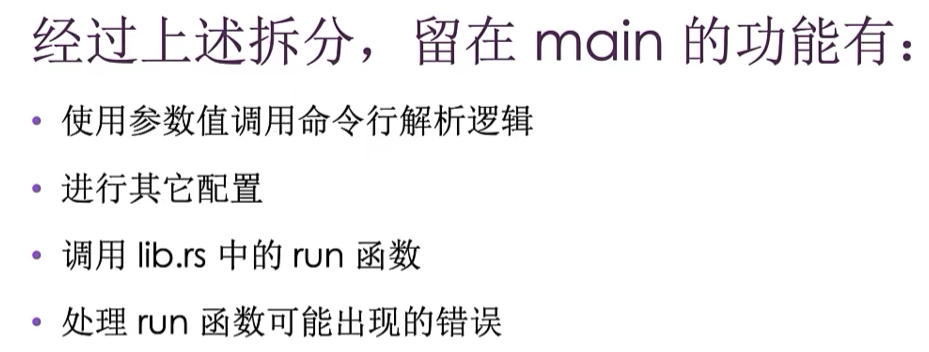 经过上述拆分，留在 main 的功能有：
• 使用参数值调用命令行解析逻辑
• 进行其它配置
• 调用 lib.rs 中的 run 函数
• 处理 run 函数可能出现的错误